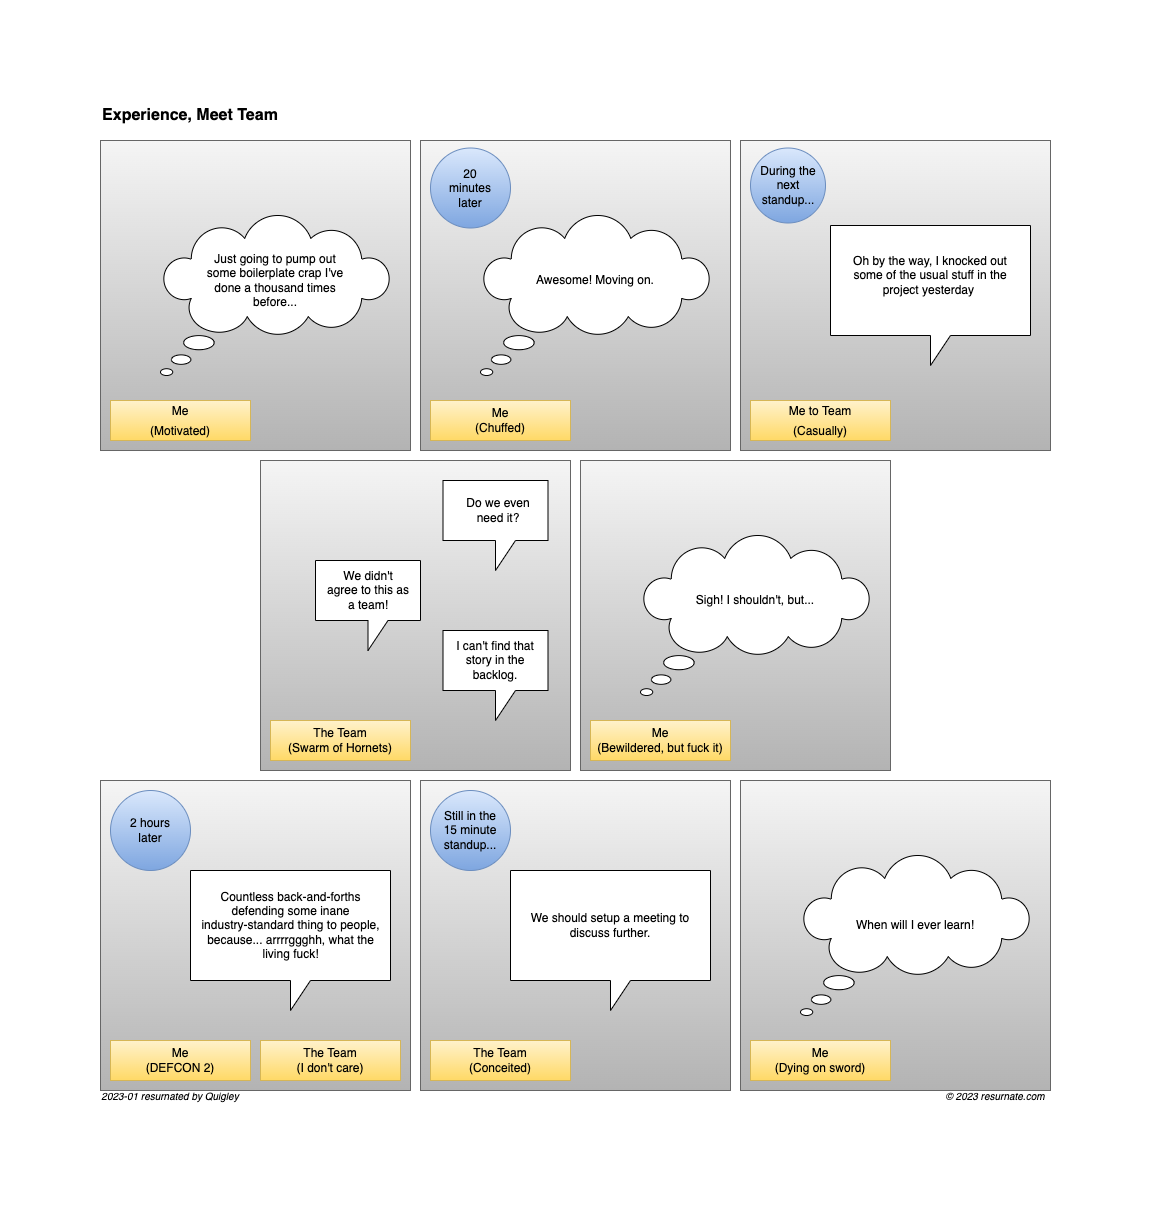 Experience, Meet Team
Just going to pump out
some boilerplate crap I've
done a thousand times
before...
Me
(Motivated)
20
minutes
later
Awesome! Moving on.
Me
(Chuffed)
During the
next
standup...
Oh by the way, I knocked out
some of the usual stuff in the
project yesterday
Me to Team
(Casually)
Do we even
need it?
We didn't
agree to this as
a team!
I can't find that
story in the
backlog.
The Team
(Swarm of Hornets)
Sigh! I shouldn't, but...
Me
(Bewildered, but fuck it)
2 hours
later
Countless back-and-forths
defending some inane
industry-standard thing to people,
because... arrrrggghh, what the
living fuck!
Me
(DEFCON 2)
The Team
(I don't care)
Still in the
15 minute
standup...
We should setup a meeting to
discuss further.
The Team
(Conceited)
When will I ever learn!
Me
(Dying on sword)
2023-01 resurnated by Quigley
© 2023 resurnate.com